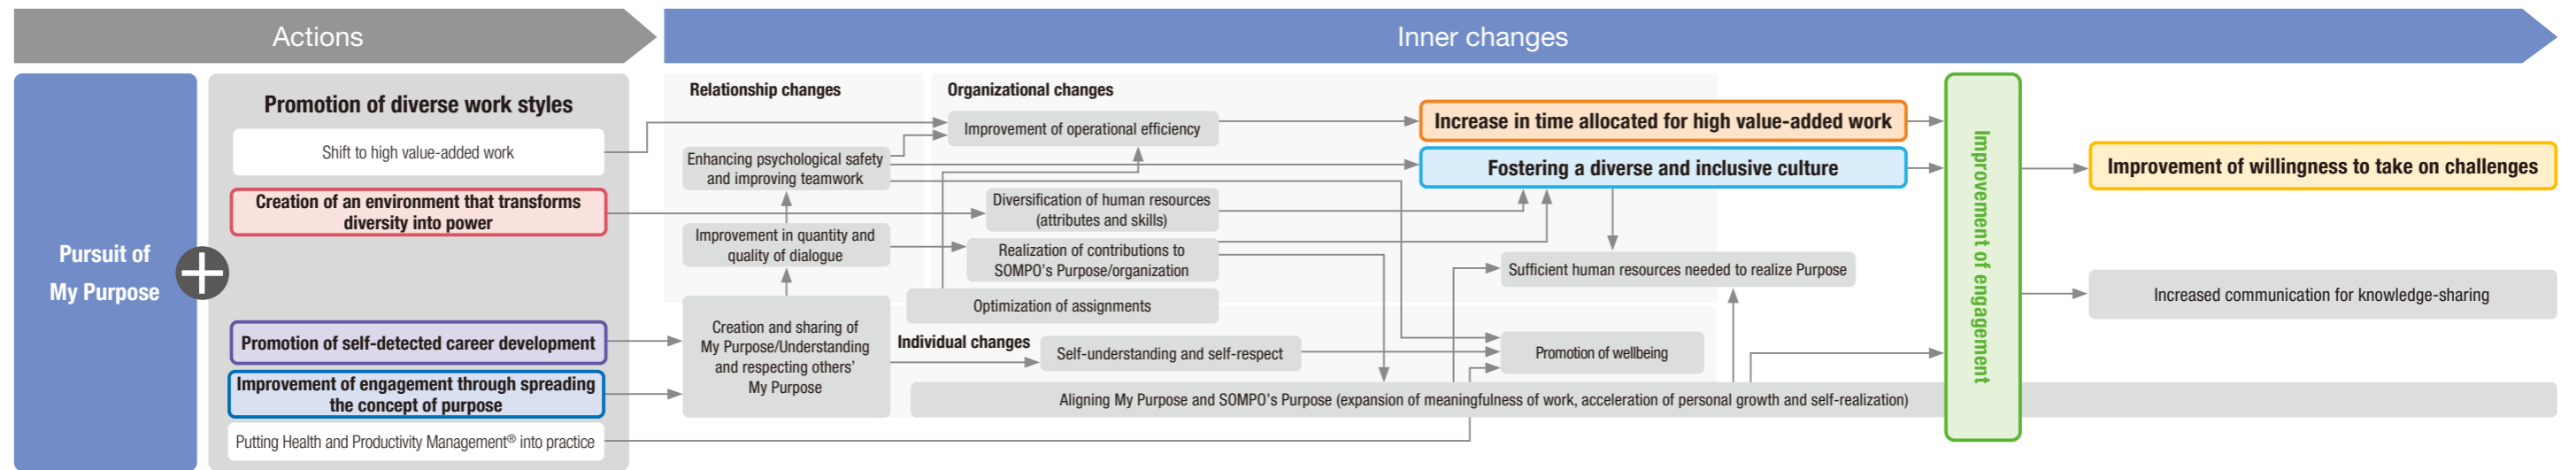 Actions
Inner changes
Pursuit of
My Purpose
Promotion of diverse work styles
Shift to high value-added work
Creation of an environment that transforms
diversity into power
Promotion of self-detected career development
Improvement of engagement through spreading
the concept of purpose
Putting Health and Productivity Management® into practice
Relationship changes
Enhancing psychological safety
and improving teamwork
Improvement in quantity and
quality of dialogue
Creation and sharing of
My Purpose/Understanding
and respecting others'
My Purpose
Organizational changes
Improvement of operational efficiency
Diversification of human resources
(attributes and skills)
Realization of contributions to
SOMPO's Purpose/organization
Optimization of assignments
Individual changes
Self-understanding and self-respect
Increase in time allocated for high value-added work
Fostering a diverse and inclusive culture
Sufficient human resources needed to realize Purpose
Promotion of wellbeing
Aligning My Purpose and SOMPO's Purpose (expansion of meaningfulness of work, acceleration of personal growth and self-realization)
Improvement of engagement
Improvement of willingness to take on challenges
Increased communication for knowledge-sharing